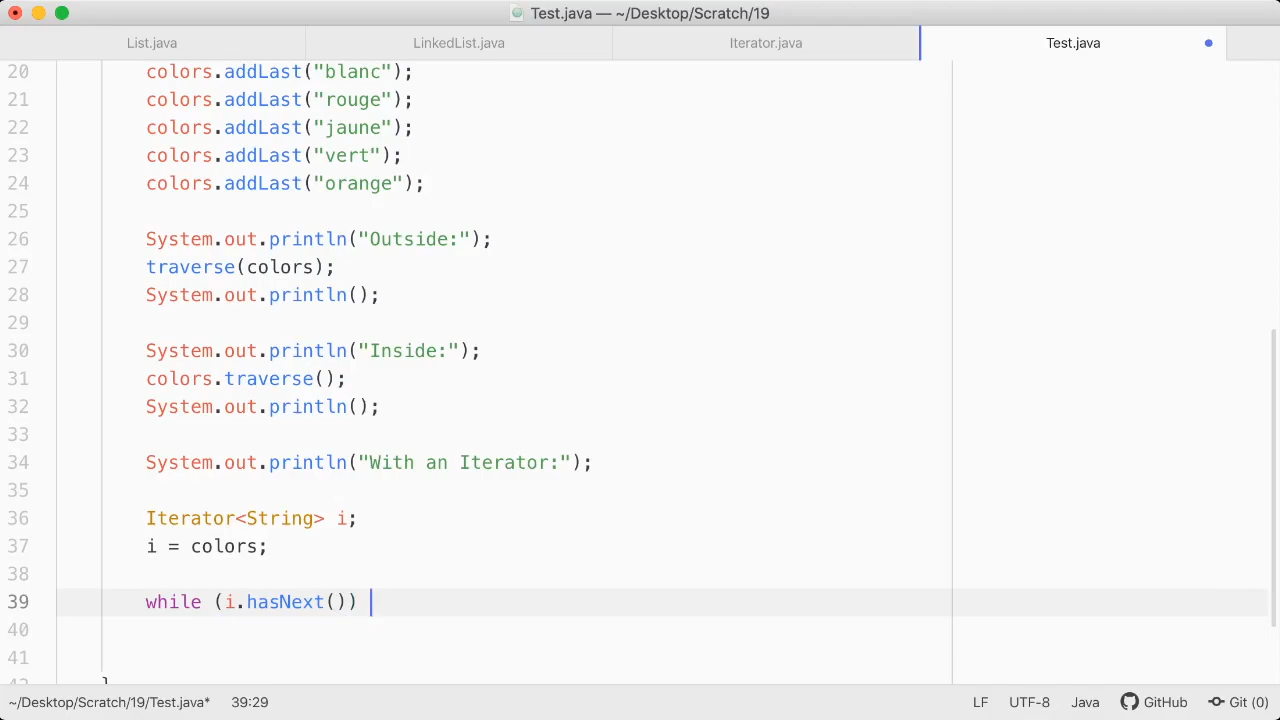 Test.java — ~/Desktop/Scratch/19
List.java LinkedList.java Iterator.java Test.java
20 colors.addLast("blanc");
21 colors.addLast("rouge");
22 colors.addLast("jaune");
23 colors.addLast("vert");
24 colors.addLast("orange");
25
26 System.out.println("Outside:");
27 traverse(colors);
28 System.out.println();
29
30 System.out.println("Inside:");
31 colors.traverse();
32 System.out.println();
33
34 System.out.println("With an Iterator:");
35
36 Iterator<String> i;
37 i = colors;
38
39 while (i.hasNext())
40
41
42 }
~/Desktop/Scratch/19/Test.java* 39:29 LF UTF-8 Java GitHub Git (0)